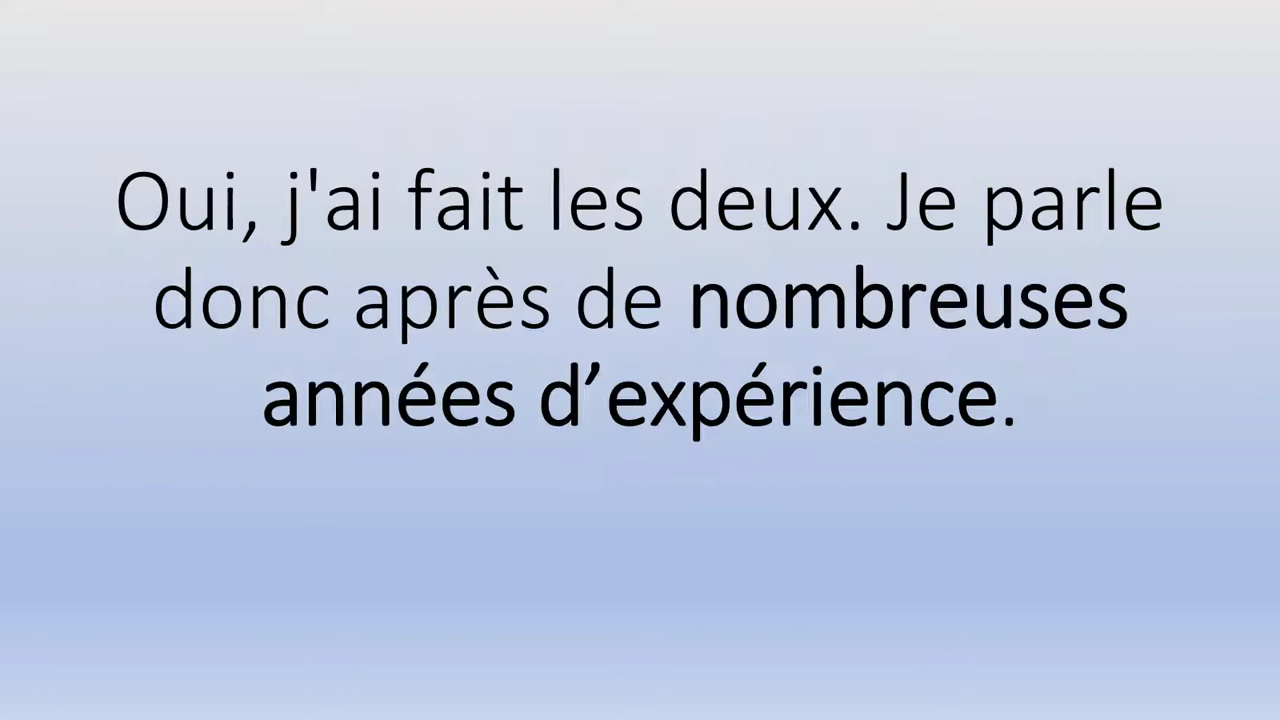 Oui, j'ai fait les deux. Je parle
donc après de nombreuses
années d’expérience.